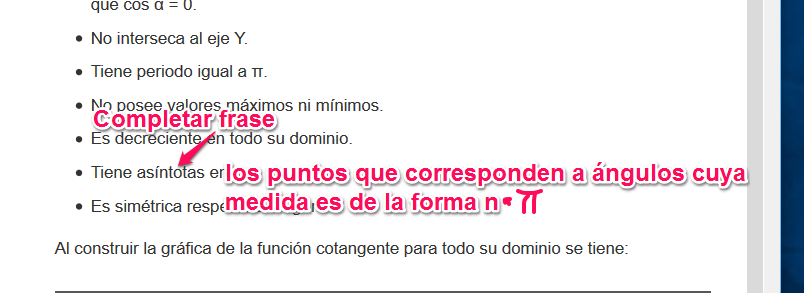 que cos α = 0.
No interseca al eje Y.
Tiene periodo igual a π.
No posee valores máximos ni mínimos.
Completar frase
Es decreciente en todo su dominio.
Tiene asíntotas en
los puntos que corresponden a ángulos cuya
medida es de la forma n·π
Es simétrica
Al construir la gráfica de la función cotangente para todo su dominio se tiene: